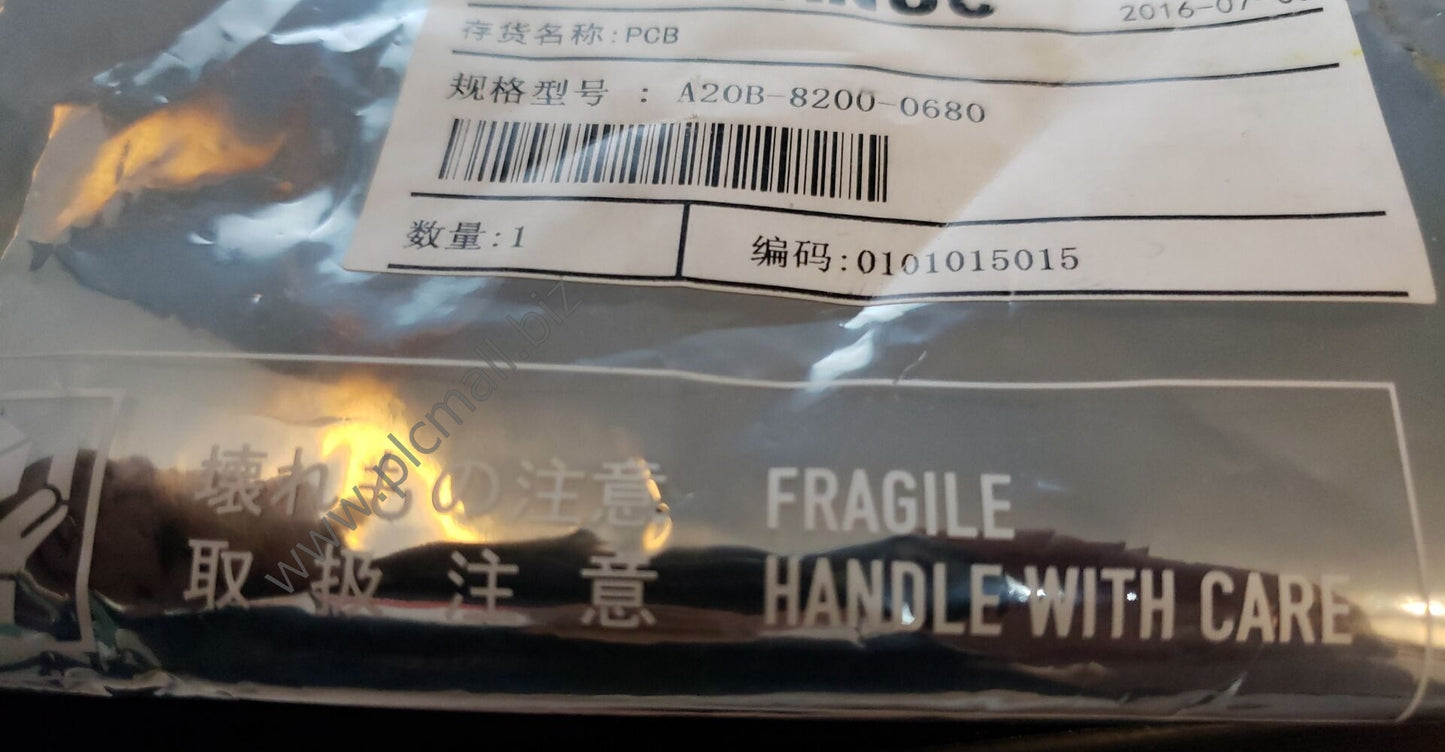 2016-07-
存货名称:PCB
规格型号 : A20B-8200-0680
数量:1
编码:0101015015
www.plcmall.biz
壊れもの注意 FRAGILE
取扱注意 HANDLE WITH CARE